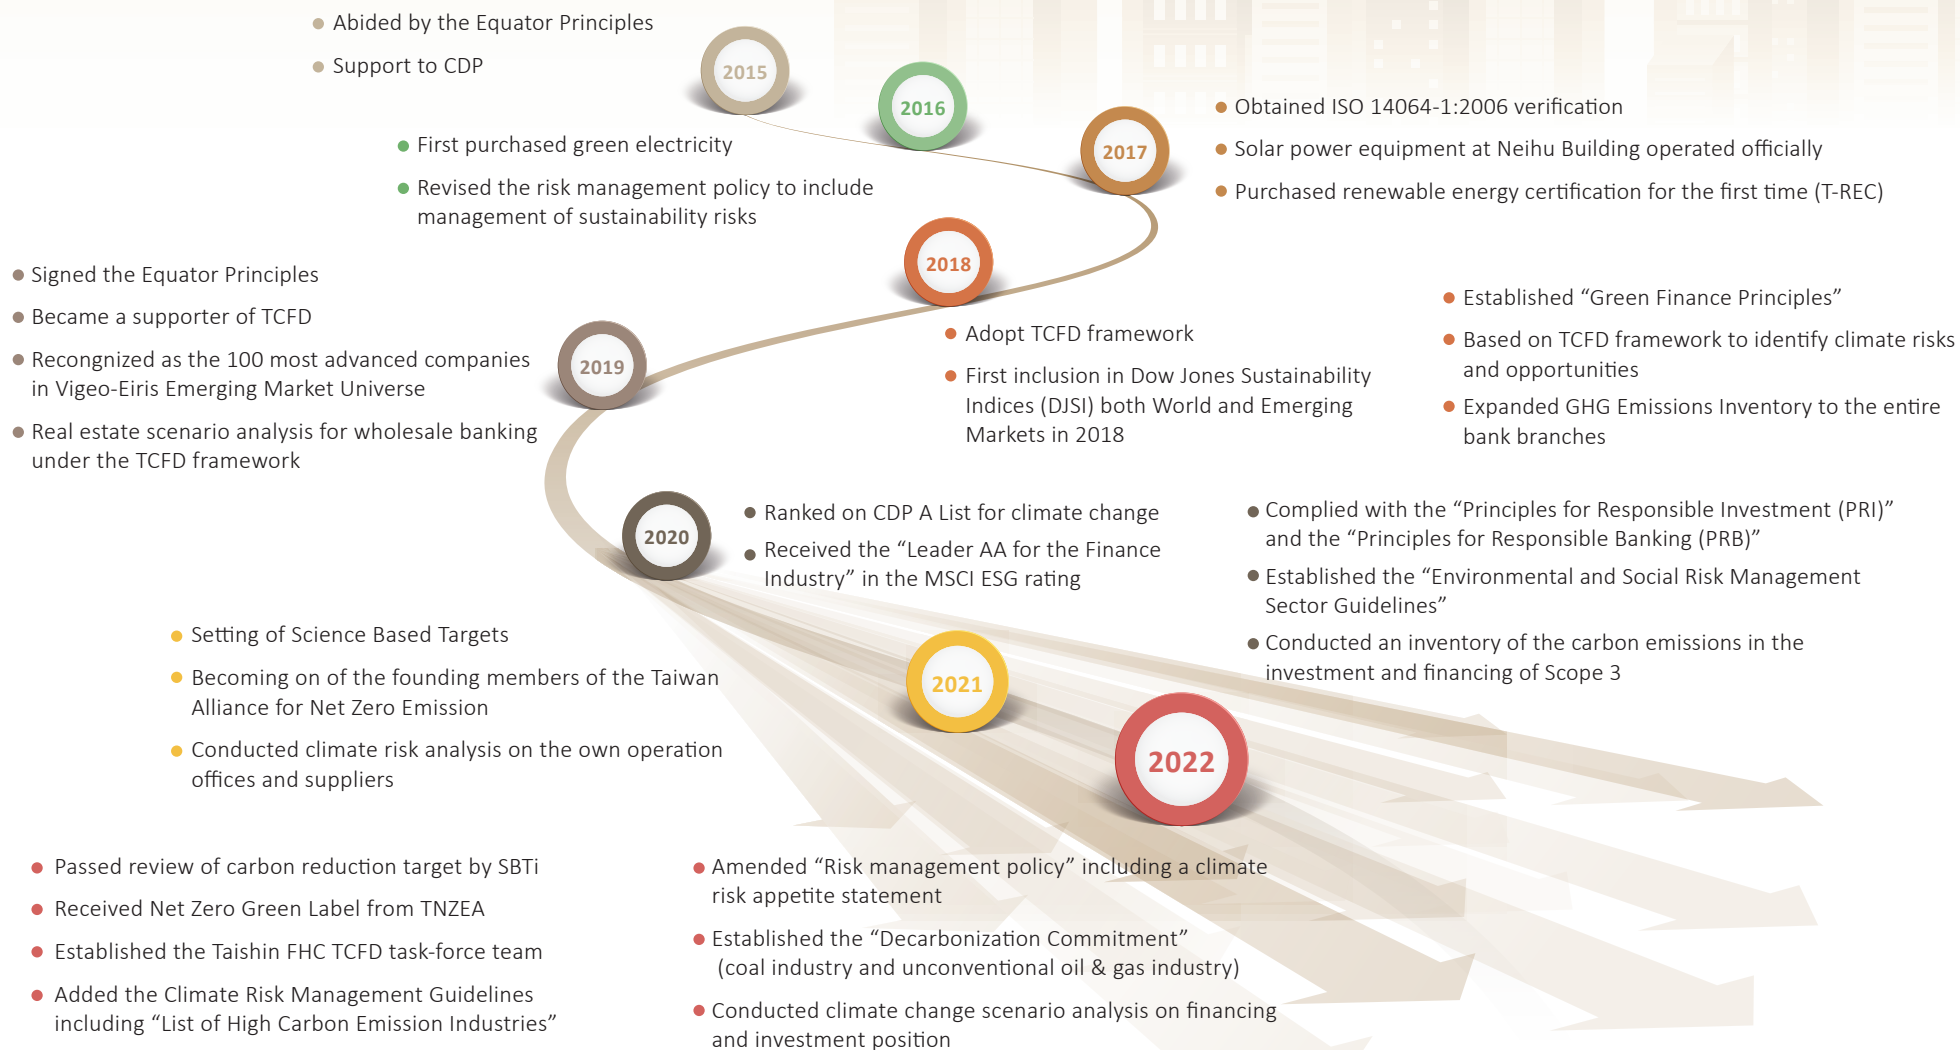 2015
Abided by the Equator Principles
Support to CDP
2016
First purchased green electricity
Revised the risk management policy to include
management of sustainability risks
2017
Obtained ISO 14064-1:2006 verification
Solar power equipment at Neihu Building operated officially
Purchased renewable energy certification for the first time (T-REC)
2018
Adopt TCFD framework
First inclusion in Dow Jones Sustainability
Indices (DJSI) both World and Emerging
Markets in 2018
Established “Green Finance Principles”
Based on TCFD framework to identify climate risks
and opportunities
Expanded GHG Emissions Inventory to the entire
bank branches
2019
Signed the Equator Principles
Became a supporter of TCFD
Recongnized as the 100 most advanced companies
in Vigeo-Eiris Emerging Market Universe
Real estate scenario analysis for wholesale banking
under the TCFD framework
2020
Ranked on CDP A List for climate change
Received the “Leader AA for the Finance
Industry” in the MSCI ESG rating
Complied with the “Principles for Responsible Investment (PRI)”
and the “Principles for Responsible Banking (PRB)”
Established the “Environmental and Social Risk Management
Sector Guidelines”
Conducted an inventory of the carbon emissions in the
investment and financing of Scope 3
2021
Setting of Science Based Targets
Becoming on of the founding members of the Taiwan
Alliance for Net Zero Emission
Conducted climate risk analysis on the own operation
offices and suppliers
2022
Passed review of carbon reduction target by SBTi
Received Net Zero Green Label from TNZEA
Established the Taishin FHC TCFD task-force team
Added the Climate Risk Management Guidelines
including “List of High Carbon Emission Industries”
Amended “Risk management policy” including a climate
risk appetite statement
Established the “Decarbonization Commitment”
(coal industry and unconventional oil & gas industry)
Conducted climate change scenario analysis on financing
and investment position